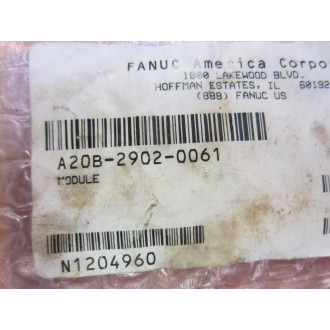 FANUC America Corpo
1800 LAKEWOOD BLVD.
HOFFMAN ESTATES, IL 60192
(888) FANUC US
A20B-2902-0061
MODULE
N1204960